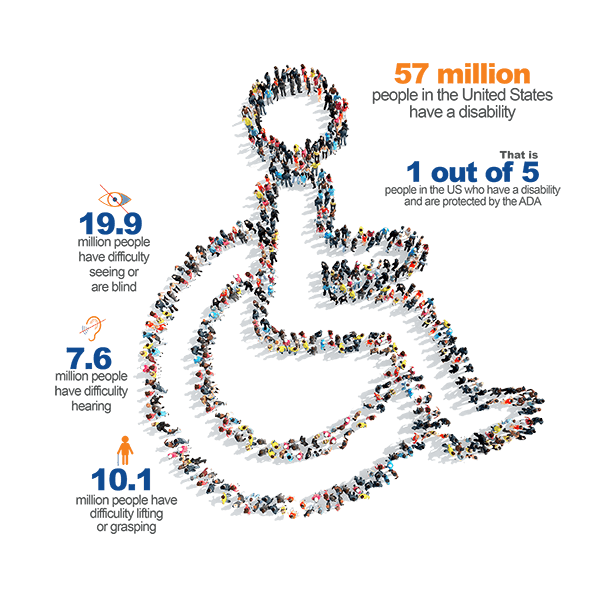 57 million
people in the United States
have a disability
That is
1 out of 5
people in the US who have a disability
and are protected by the ADA
19.9
million people
have difficulty
seeing or
are blind
7.6
million people
have difficulty
hearing
10.1
million people have
difficulty lifting
or grasping